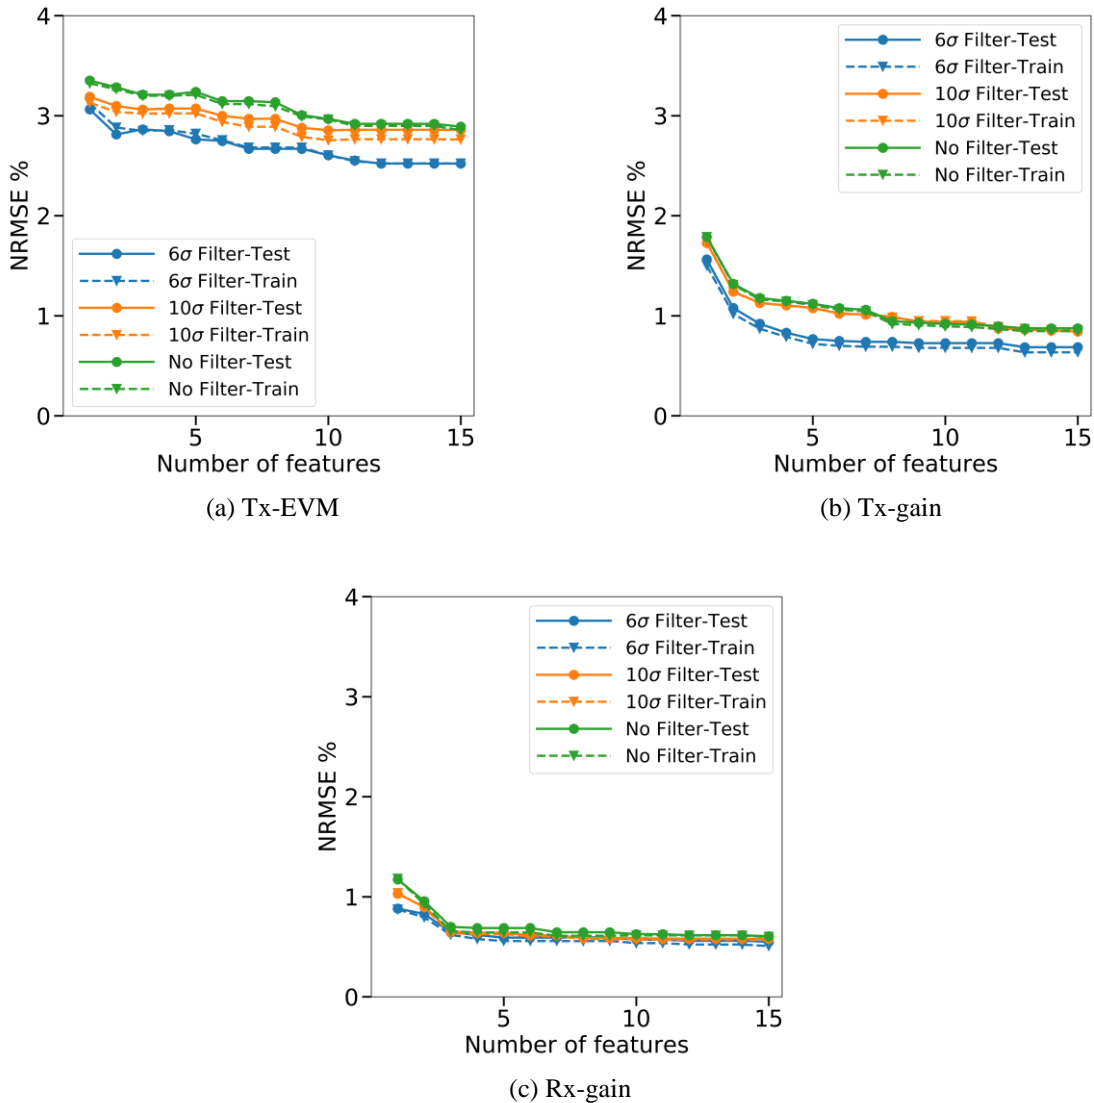 4
3
2
1
0
NRMSE %
6σ Filter-Test
6σ Filter-Train
10σ Filter-Test
10σ Filter-Train
No Filter-Test
No Filter-Train
5 10 15
Number of features
(a) Tx-EVM
4
3
2
1
0
NRMSE %
6σ Filter-Test
6σ Filter-Train
10σ Filter-Test
10σ Filter-Train
No Filter-Test
No Filter-Train
5 10 15
Number of features
(b) Tx-gain
4
3
2
1
0
NRMSE %
6σ Filter-Test
6σ Filter-Train
10σ Filter-Test
10σ Filter-Train
No Filter-Test
No Filter-Train
5 10 15
Number of features
(c) Rx-gain